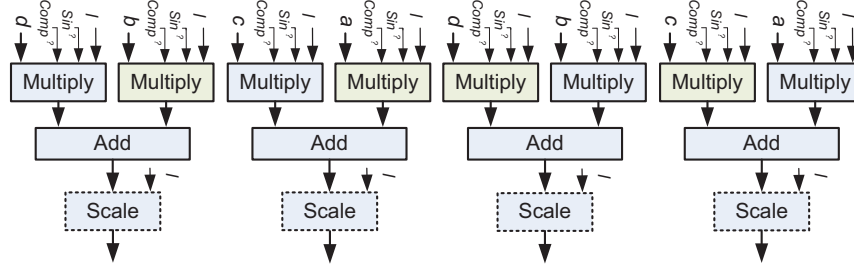 d Comp? Sin? I b Comp? Sin? I c Comp? Sin? I a Comp? Sin? I d Comp? Sin? I b Comp? Sin? I c Comp? Sin? I a Comp? Sin? I
Multiply Multiply Multiply Multiply Multiply Multiply Multiply Multiply
Add Add Add Add
I I I I
Scale Scale Scale Scale